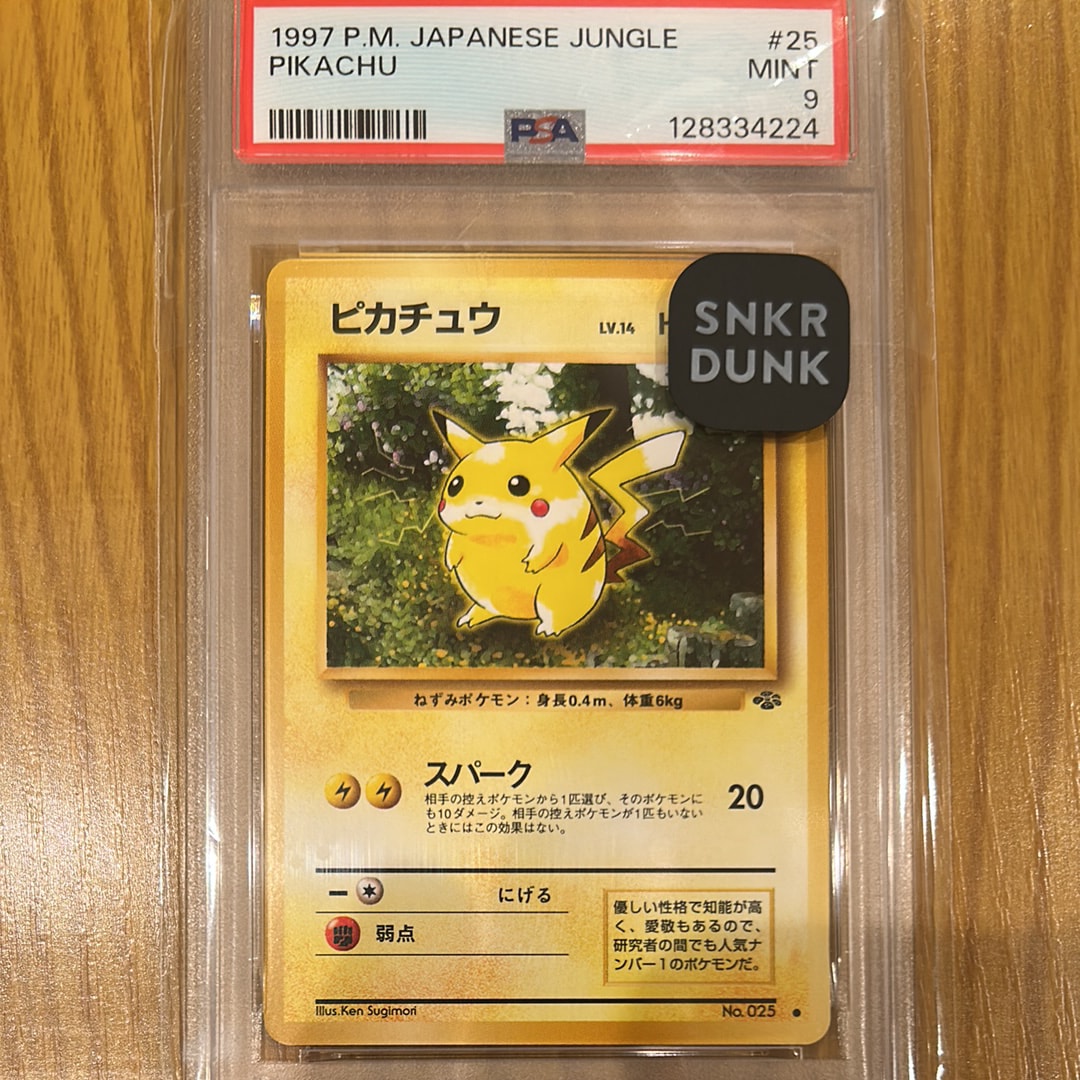 1997 P.M. JAPANESE JUNGLE #25
PIKACHU MINT
9
PSA 128334224
ピカチュウ LV.14 H
SNKR
DUNK
ねずみポケモン：身長0.4m、体重6kg
スパーク
相手の控えポケモンから1匹選び、そのポケモンに
も10ダメージ。相手の控えポケモンが1匹もいない
ときにはこの効果はない。
20
にげる
弱点
優しい性格で知能が高
く、愛敬もあるので、
研究者の間でも人気ナ
ンバー1のポケモンだ。
Illus.Ken Sugimori No. 025